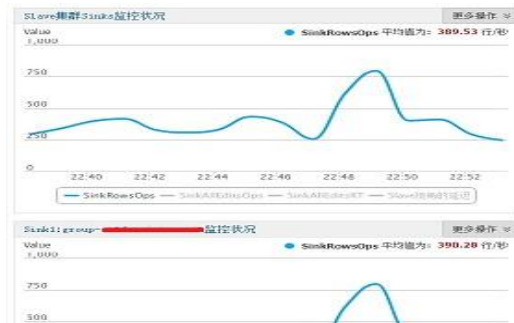 Slave集群Sinks监控状况 更多操作
Value
SinkRowsOps 平均值为: 389.53 行/秒
1,000
750
500
250
0
22:40 22:42 22:44 22:46 22:48 22:50 22:52
SinkRowsOps SinkAllEditsOps SinkAllEditsRT
监控状况 更多操作
Value
SinkRowsOps 平均值为: 390.28 行/秒
1,000
750
500